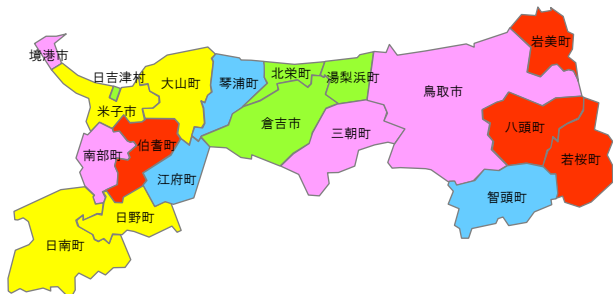 境港市
日吉津村
米子市
大山町
琴浦町
北栄町
湯梨浜町
岩美町
鳥取市
南部町
伯耆町
倉吉市
三朝町
八頭町
若桜町
江府町
智頭町
日野町
日南町